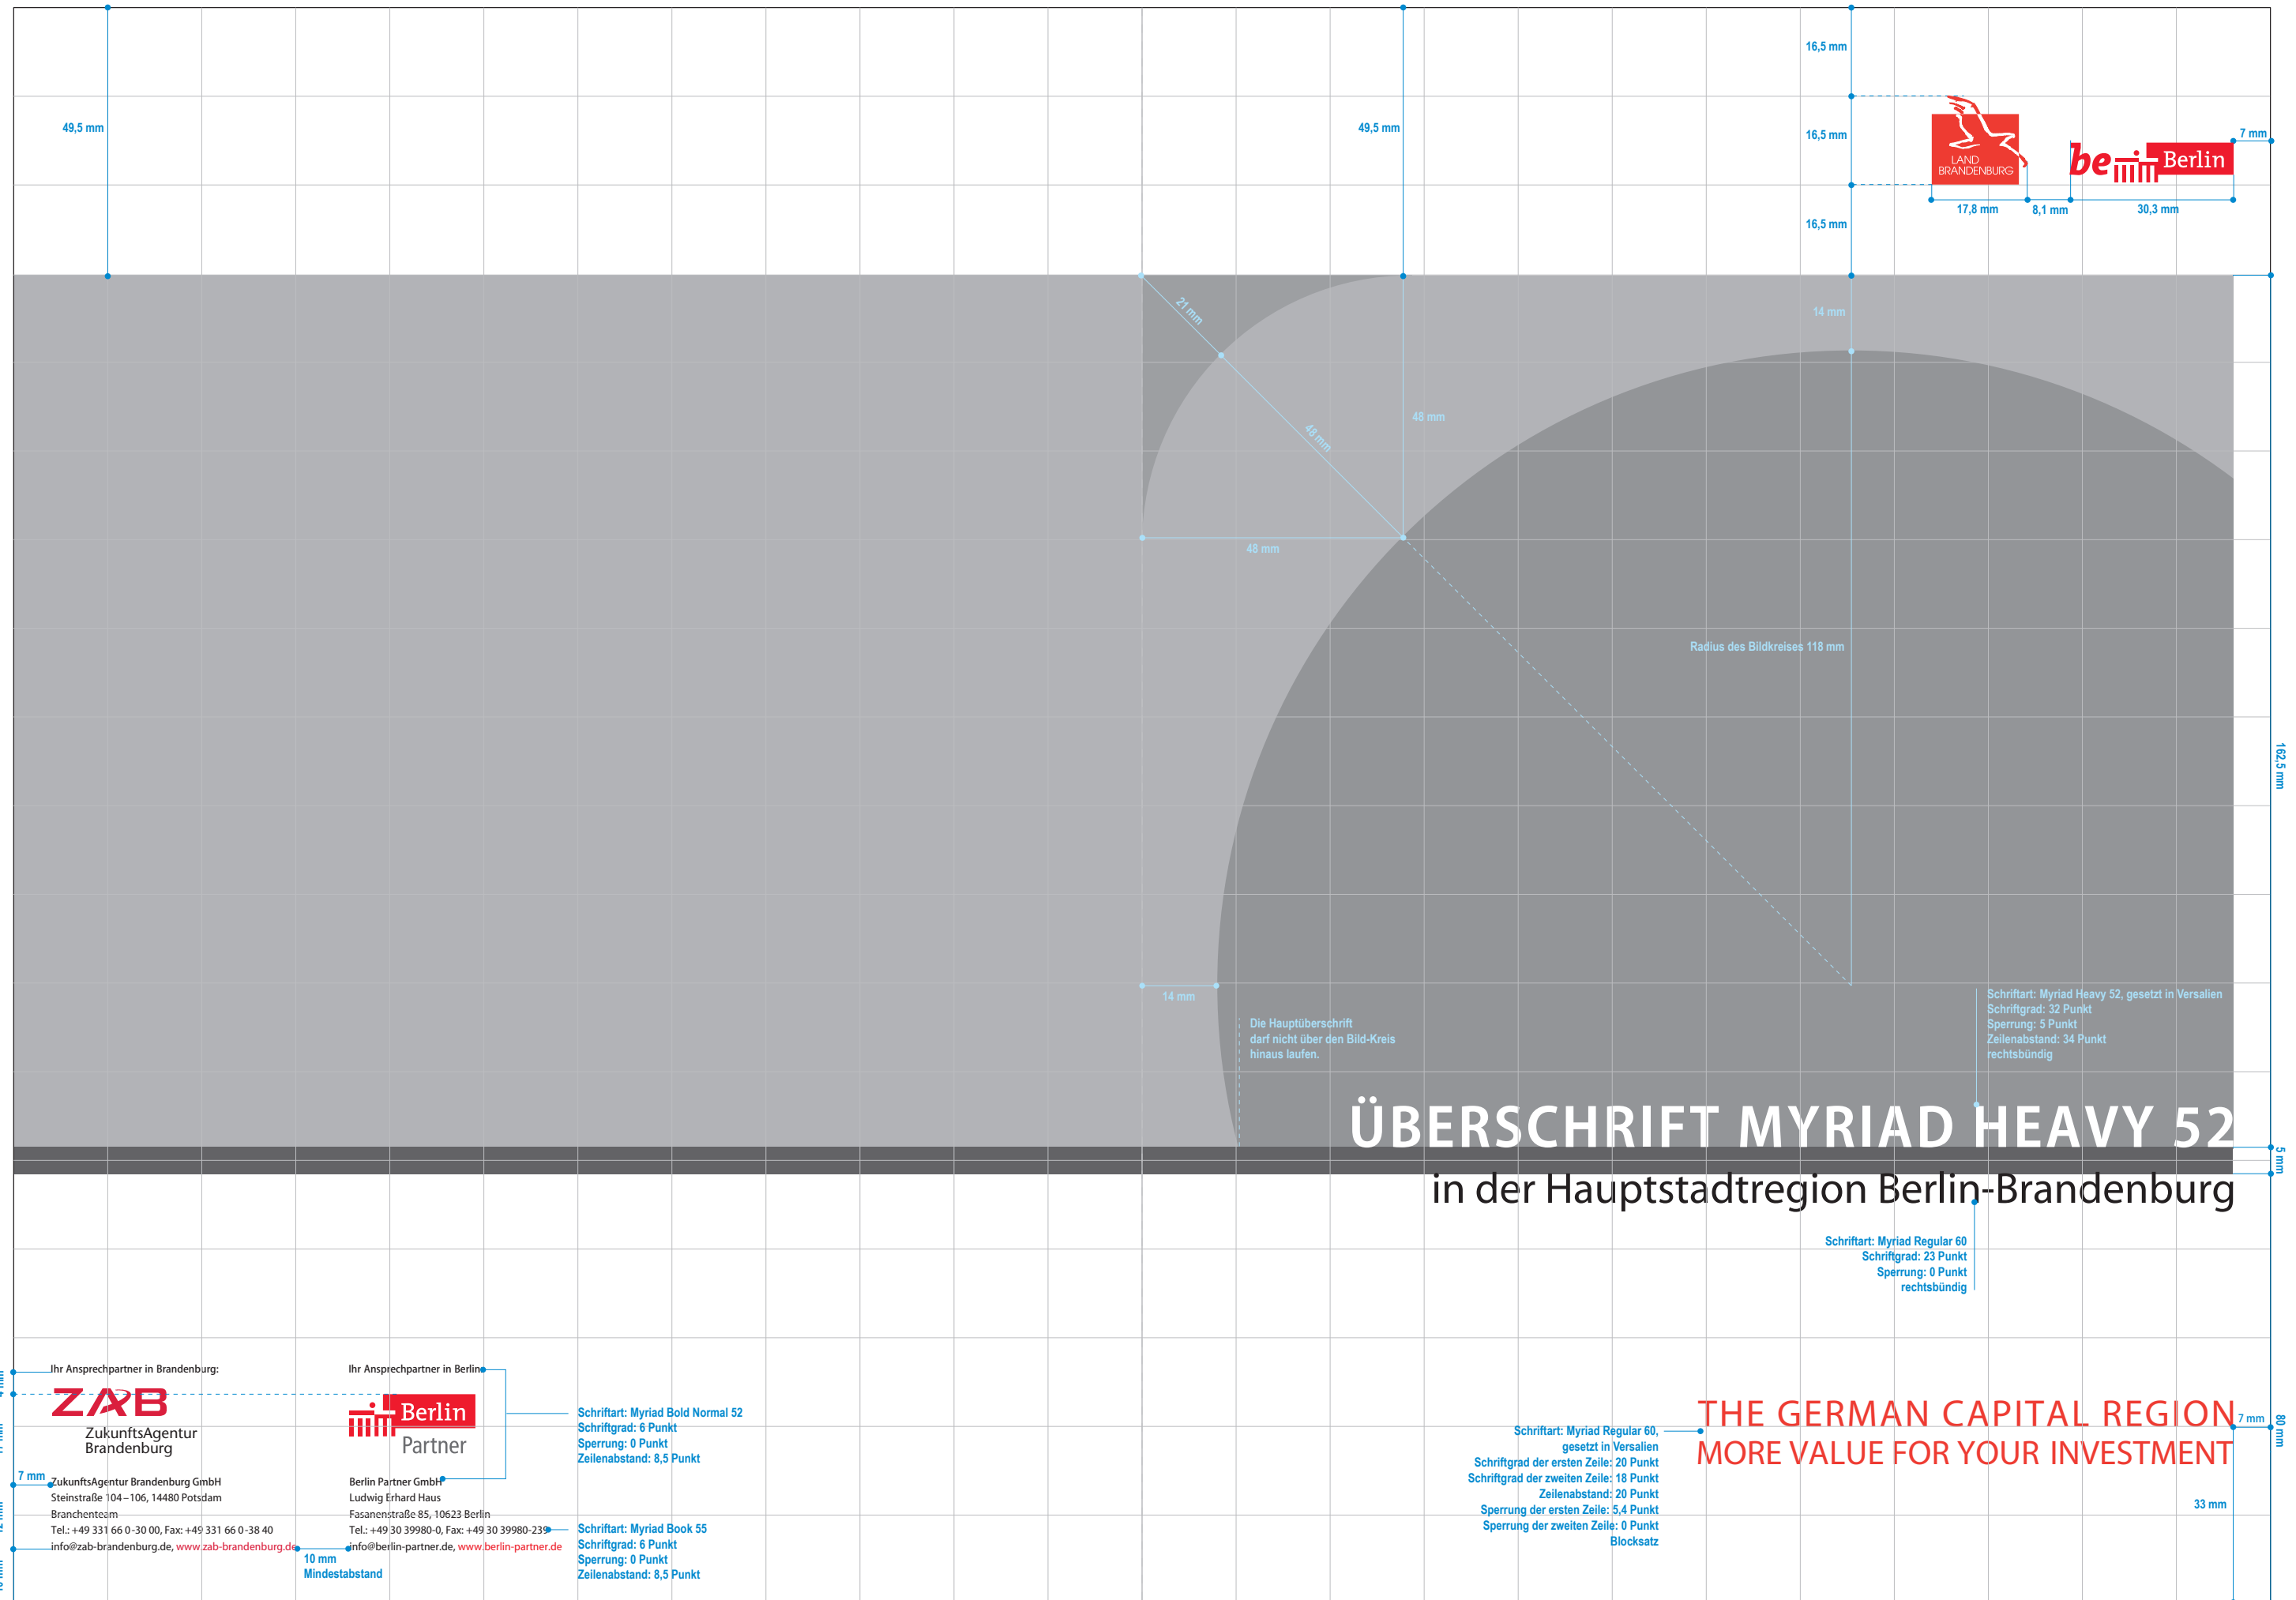 16,5 mm
49,5 mm
49,5 mm
16,5 mm
LAND
BRANDENBURG
be Berlin
7 mm
17,8 mm
8,1 mm
30,3 mm
16,5 mm
21 mm
14 mm
48 mm
48 mm
48 mm
Radius des Bildkreises 118 mm
162,5 mm
14 mm
Die Hauptüberschrift
darf nicht über den Bild-Kreis
hinaus laufen.
Schriftart: Myriad Heavy 52, gesetzt in Versalien
Schriftgrad: 32 Punkt
Sperrung: 5 Punkt
Zeilenabstand: 34 Punkt
rechtsbündig
ÜBERSCHRIFT MYRIAD HEAVY 52
5 mm
in der Hauptstadtregion Berlin-Brandenburg
Schriftart: Myriad Regular 60
Schriftgrad: 23 Punkt
Sperrung: 0 Punkt
rechtsbündig
Ihr Ansprechpartner in Brandenburg:
ZAB
ZukunftsAgentur
Brandenburg
7 mm
ZukunftsAgentur Brandenburg GmbH
Steinstraße 104–106, 14480 Potsdam
Branchenteam
Tel.: +49 331 66 0-30 00, Fax: +49 331 66 0-38 40
info@zab-brandenburg.de, www.zab-brandenburg.de
10 mm
Mindestabstand
Ihr Ansprechpartner in Berlin
Berlin
Partner
Berlin Partner GmbH
Ludwig Erhard Haus
Fasanenstraße 85, 10623 Berlin
Tel.: +49 30 39980-0, Fax: +49 30 39980-239
info@berlin-partner.de, www.berlin-partner.de
Schriftart: Myriad Bold Normal 52
Schriftgrad: 6 Punkt
Sperrung: 0 Punkt
Zeilenabstand: 8,5 Punkt
Schriftart: Myriad Book 55
Schriftgrad: 6 Punkt
Sperrung: 0 Punkt
Zeilenabstand: 8,5 Punkt
Schriftart: Myriad Regular 60,
gesetzt in Versalien
Schriftgrad der ersten Zeile: 20 Punkt
Schriftgrad der zweiten Zeile: 18 Punkt
Zeilenabstand: 20 Punkt
Sperrung der ersten Zeile: 5,4 Punkt
Sperrung der zweiten Zeile: 0 Punkt
Blocksatz
THE GERMAN CAPITAL REGION
MORE VALUE FOR YOUR INVESTMENT
7 mm
80 mm
33 mm